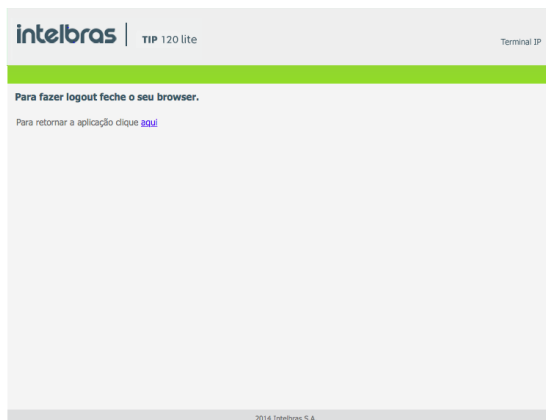 intelbras
TIP 120 lite
Terminal IP
Para fazer logout feche o seu browser.
Para retornar a aplicação clique aqui
2014 Intelbras S.A.